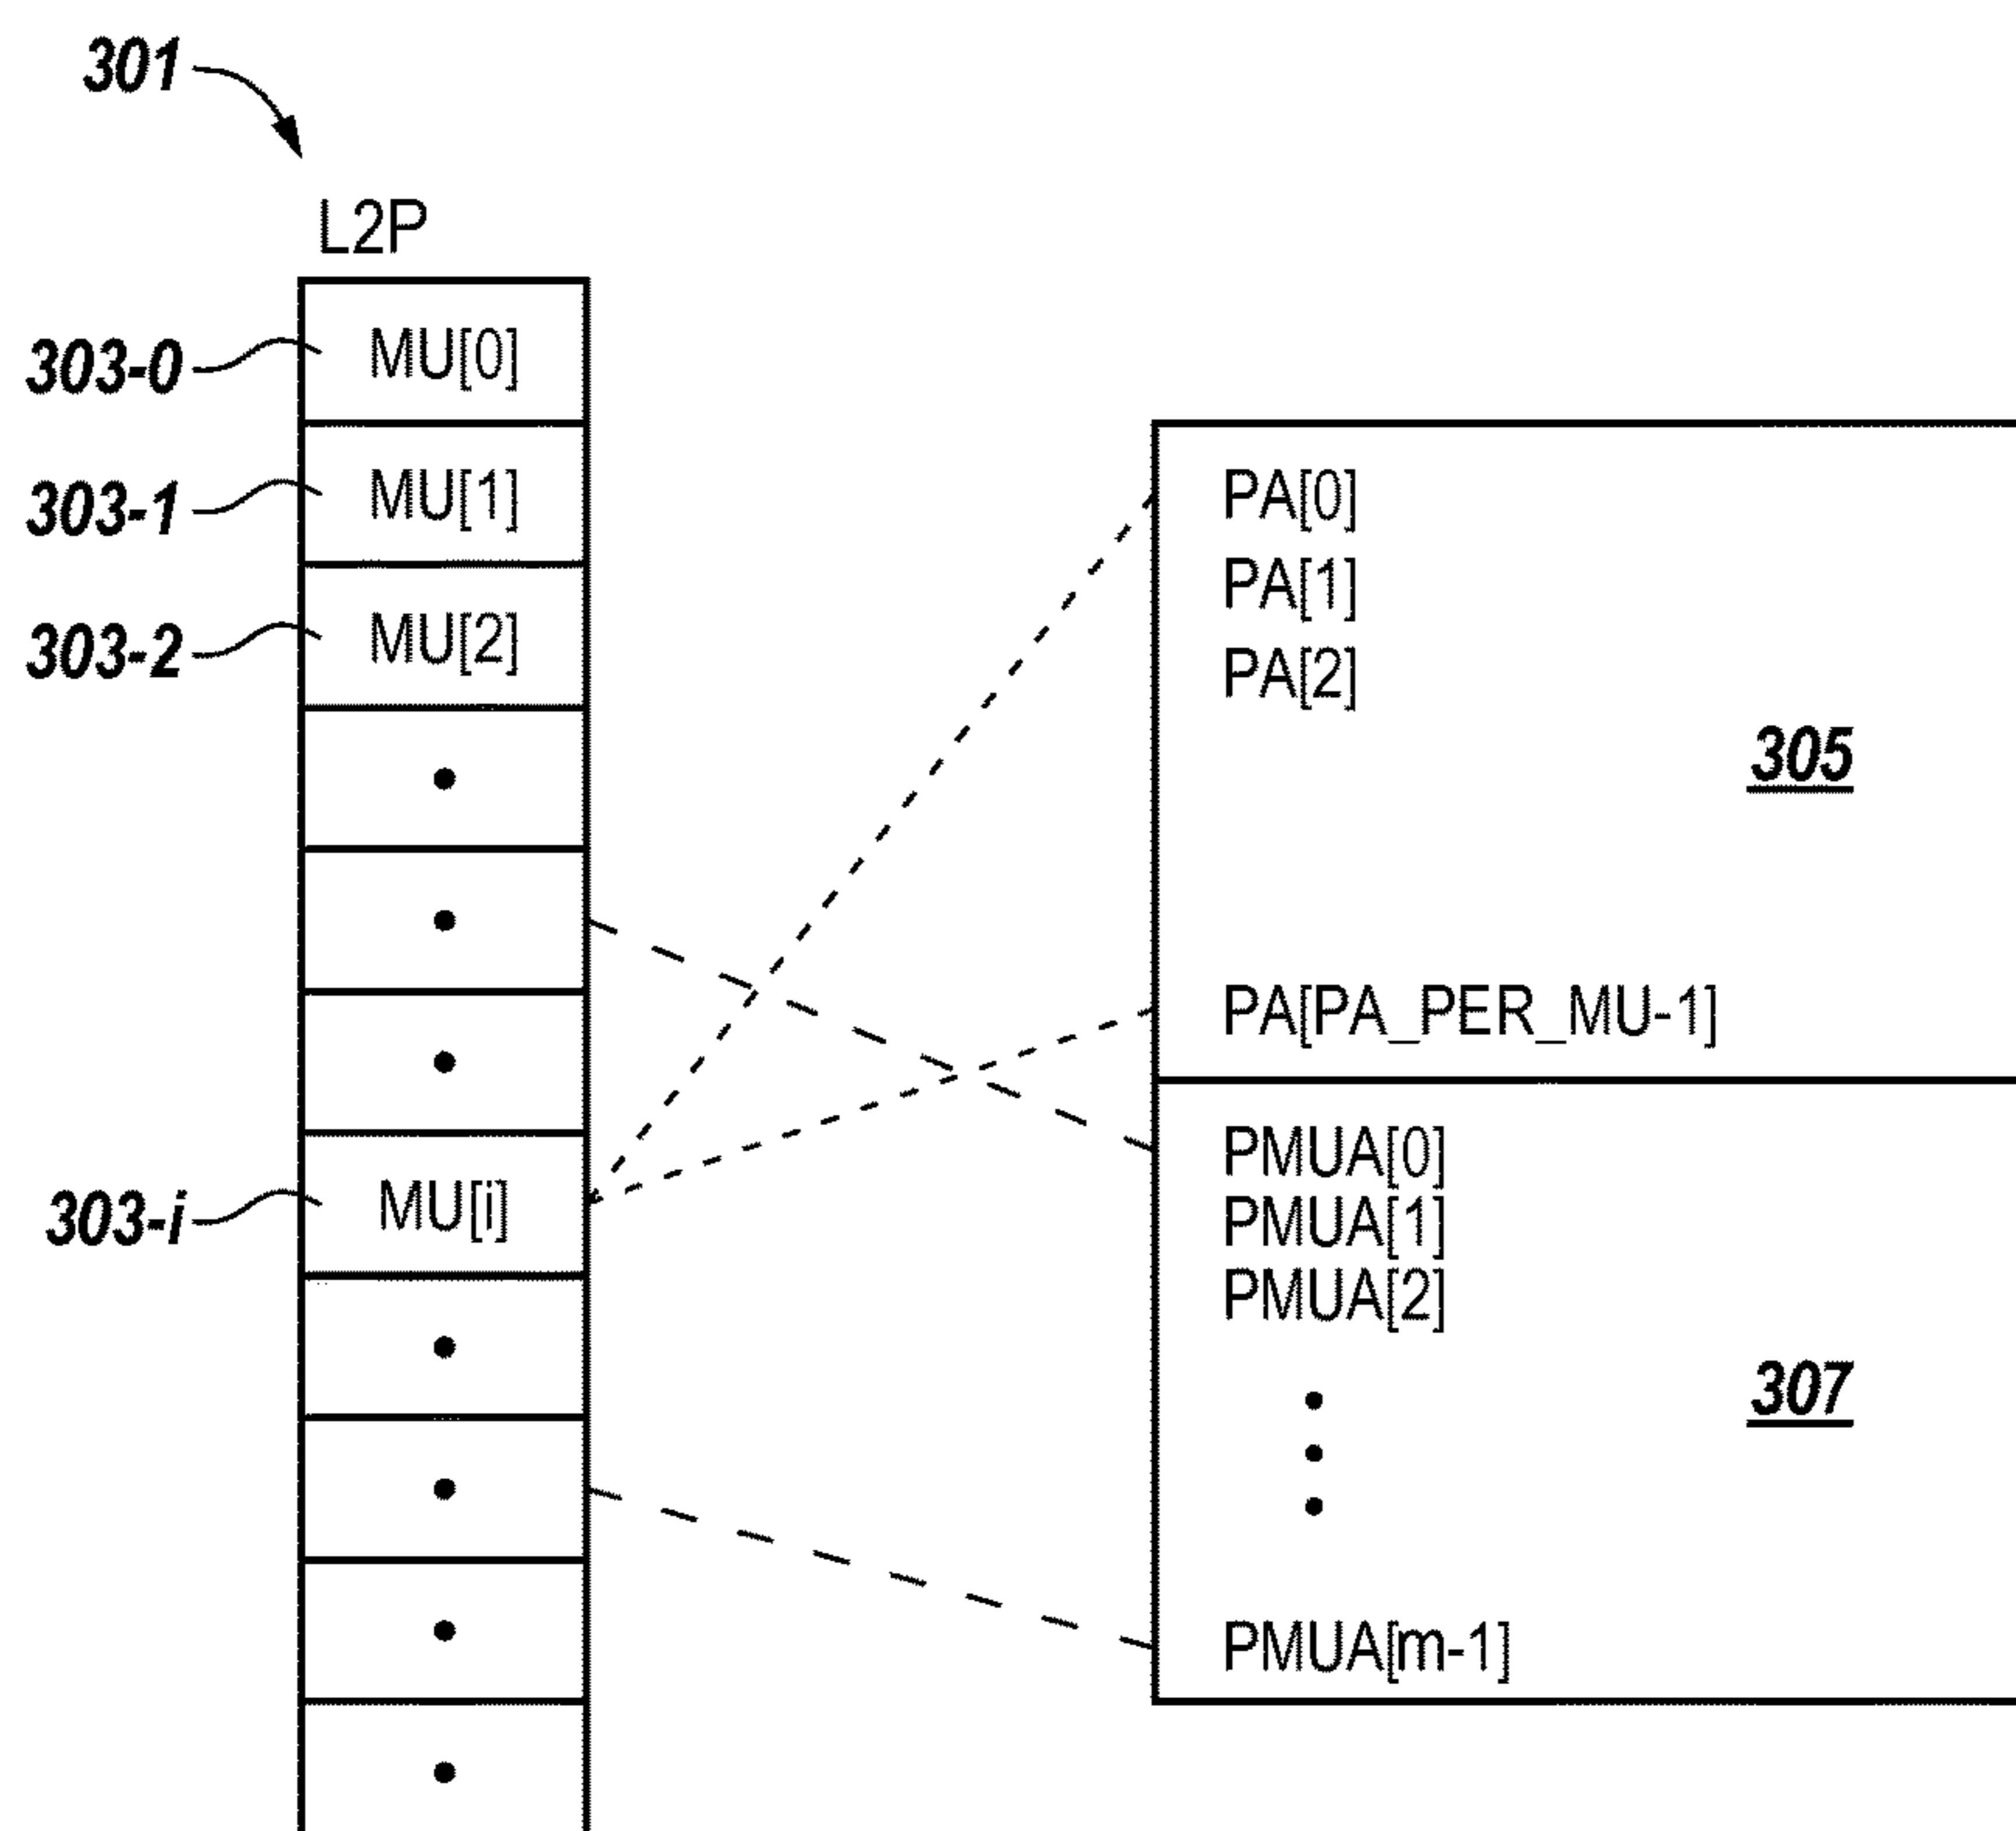 301
L2P
303-0
MU[0]
303-1
MU[1]
303-2
MU[2]
303-i
MU[i]
PA[0]
PA[1]
PA[2]
305
PA[PA_PER_MU-1]
PMUA[0]
PMUA[1]
PMUA[2]
307
PMUA[m-1]